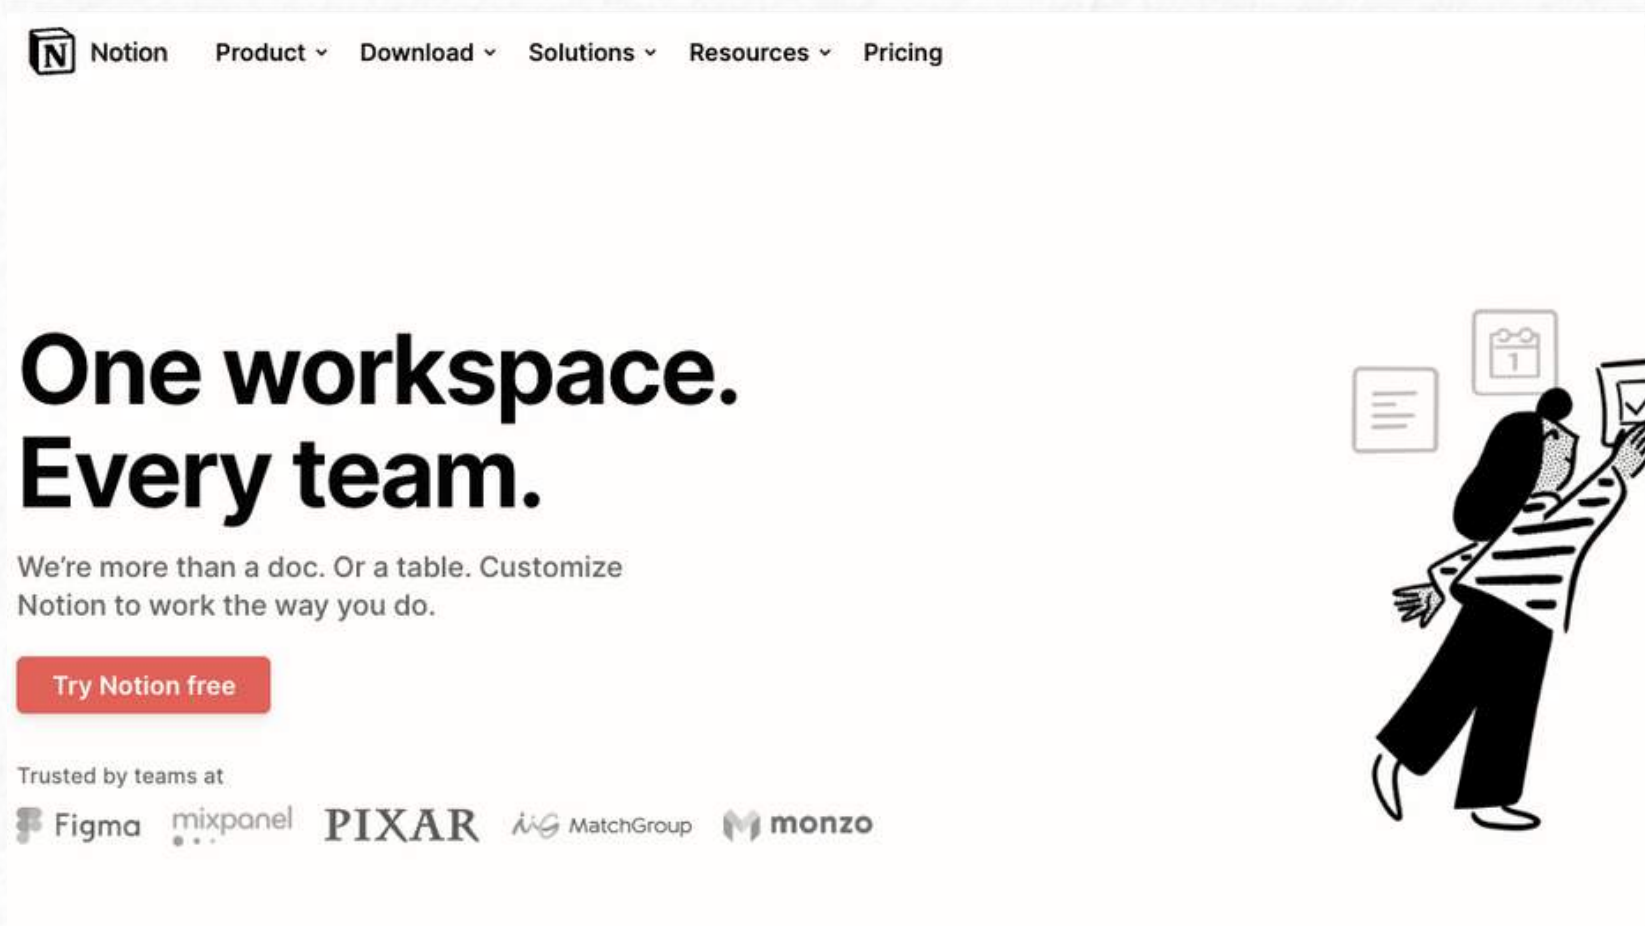 Notion Product Download Solutions Resources Pricing
1
One workspace.
Every team.
We’re more than a doc. Or a table. Customize
Notion to work the way you do.
Try Notion free
Trusted by teams at
Figma mixpanel PIXAR MG MatchGroup monzo